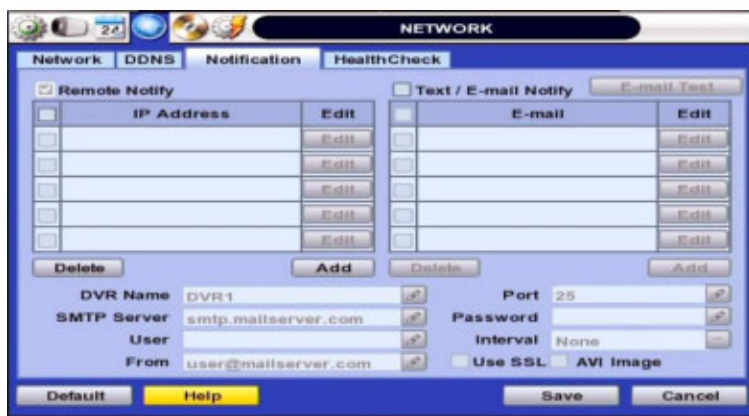 24
NETWORK
Network DDNS Notification HealthCheck
Remote Notify
Text / E-mail Notify E-mail Test
IP Address Edit
E-mail Edit
Edit Edit
Edit Edit
Edit Edit
Edit Edit
Edit Edit
Delete Add Delete Add
DVR Name DVR1 Port 25
SMTP Server smtp.mailserver.com Password
User Interval None
From user@mailserver.com Use SSL AVI Image
Default Help Save Cancel